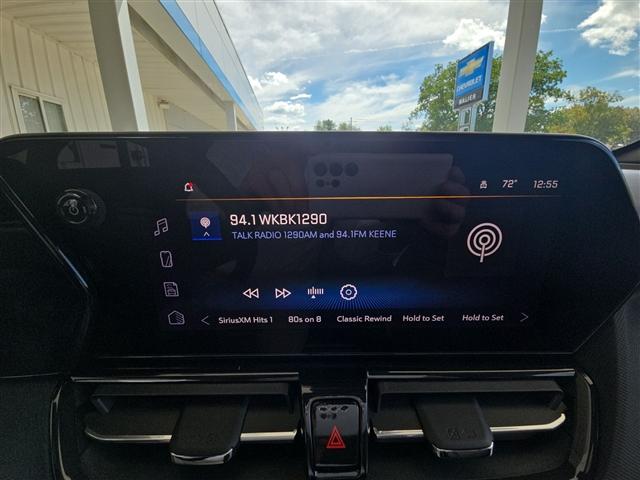 CHEVROLET
72°
12:55
94.1 WKBK1290
TALK RADIO 1290AM and 94.1FM KEENE
SiriusXM Hits 1
80s on 8
Classic Rewind
Hold to Set
Hold to Set